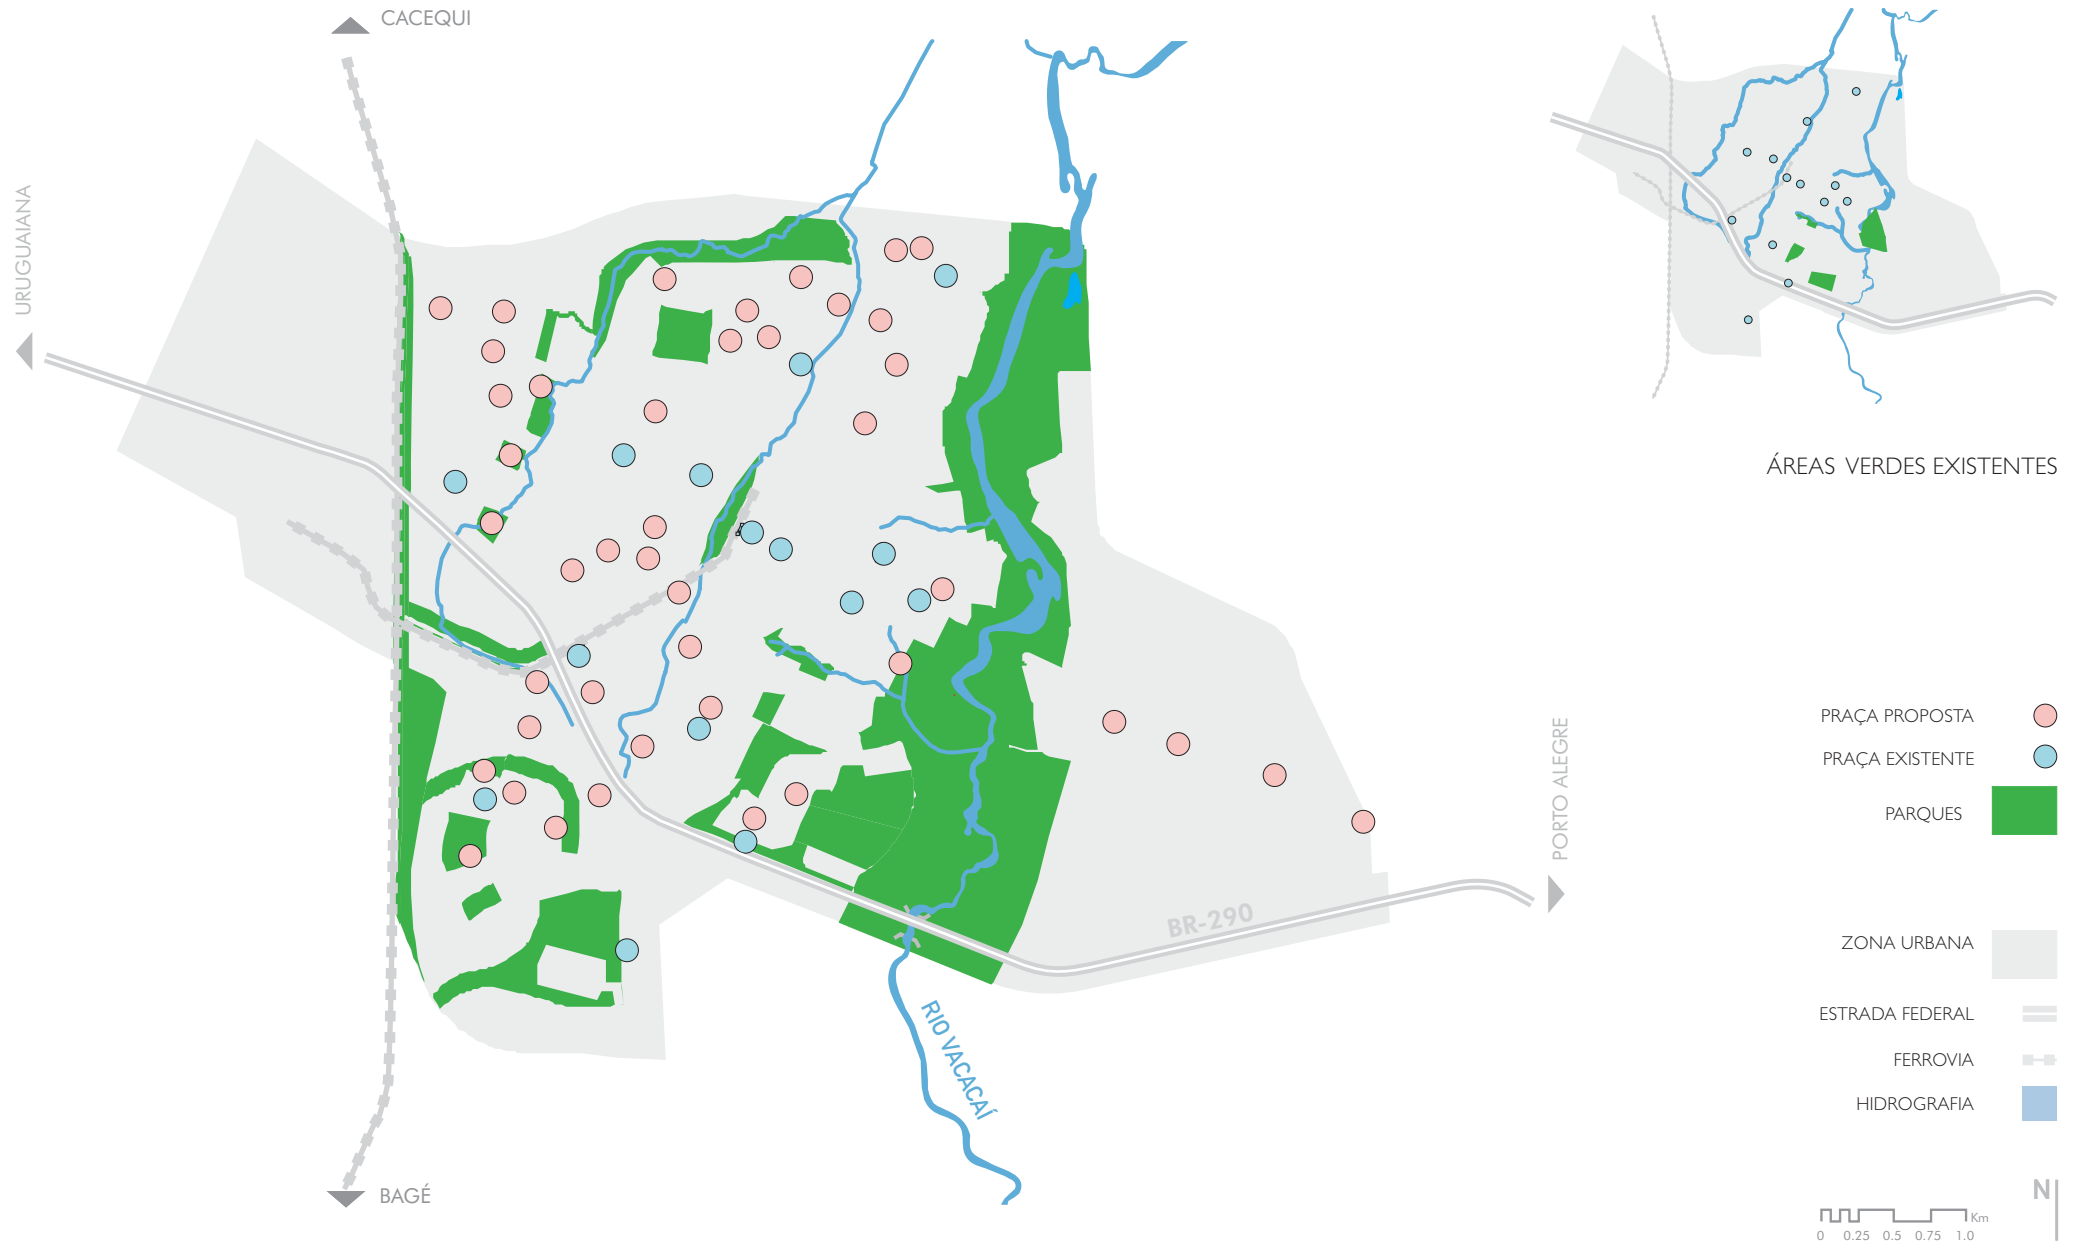 CACEQUI
URUGUAIANA
ÁREAS VERDES EXISTENTES
PRAÇA PROPOSTA
PRAÇA EXISTENTE
PARQUES
PORTO ALEGRE
BR-290
ZONA URBANA
ESTRADA FEDERAL
FERROVIA
HIDROGRAFIA
RIO VACACAÍ
BAGÉ
N
Km
0 0.25 0.5 0.75 1.0